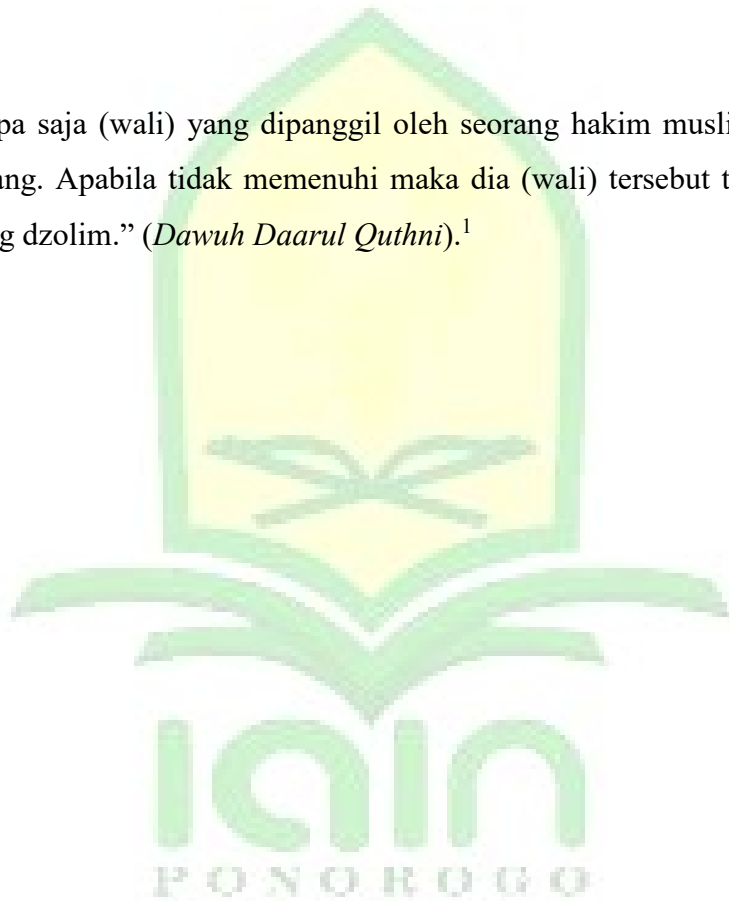 pa saja (wali) yang dipanggil oleh seorang hakim musli
ang. Apabila tidak memenuhi maka dia (wali) tersebut t
g dzolim.” (Dawuh Daarul Quthni).1
iain
PONOROGO